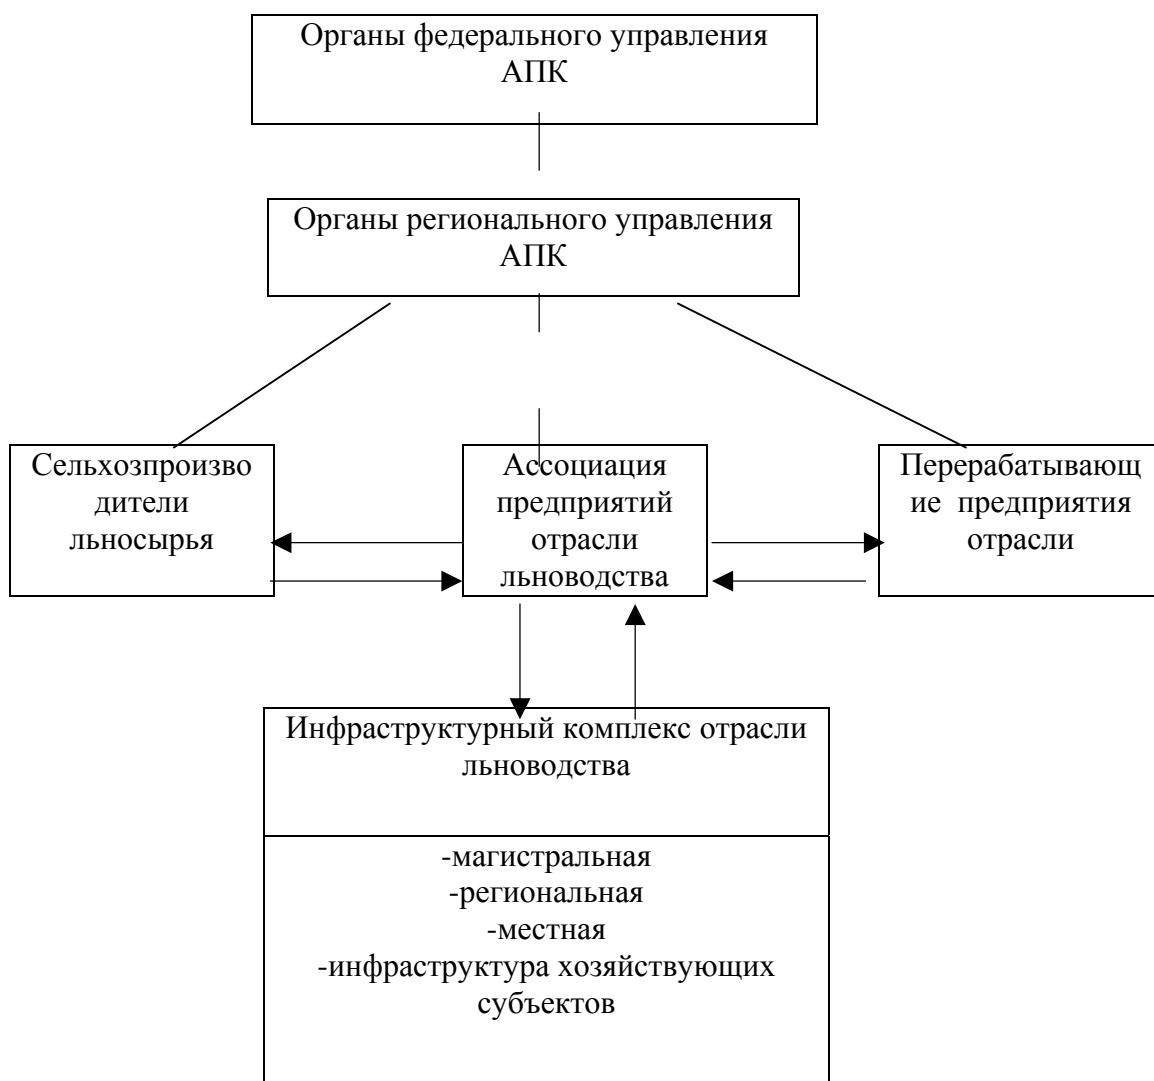 Органы федерального управления
АПК
Органы регионального управления
АПК
Сельхозпроизво
дители
льносырья
Ассоциация
предприятий
отрасли
льноводства
Перерабатывающ
ие предприятия
отрасли
Инфраструктурный комплекс отрасли
льноводства
-магистральная
-региональная
-местная
-инфраструктура хозяйствующих
субъектов